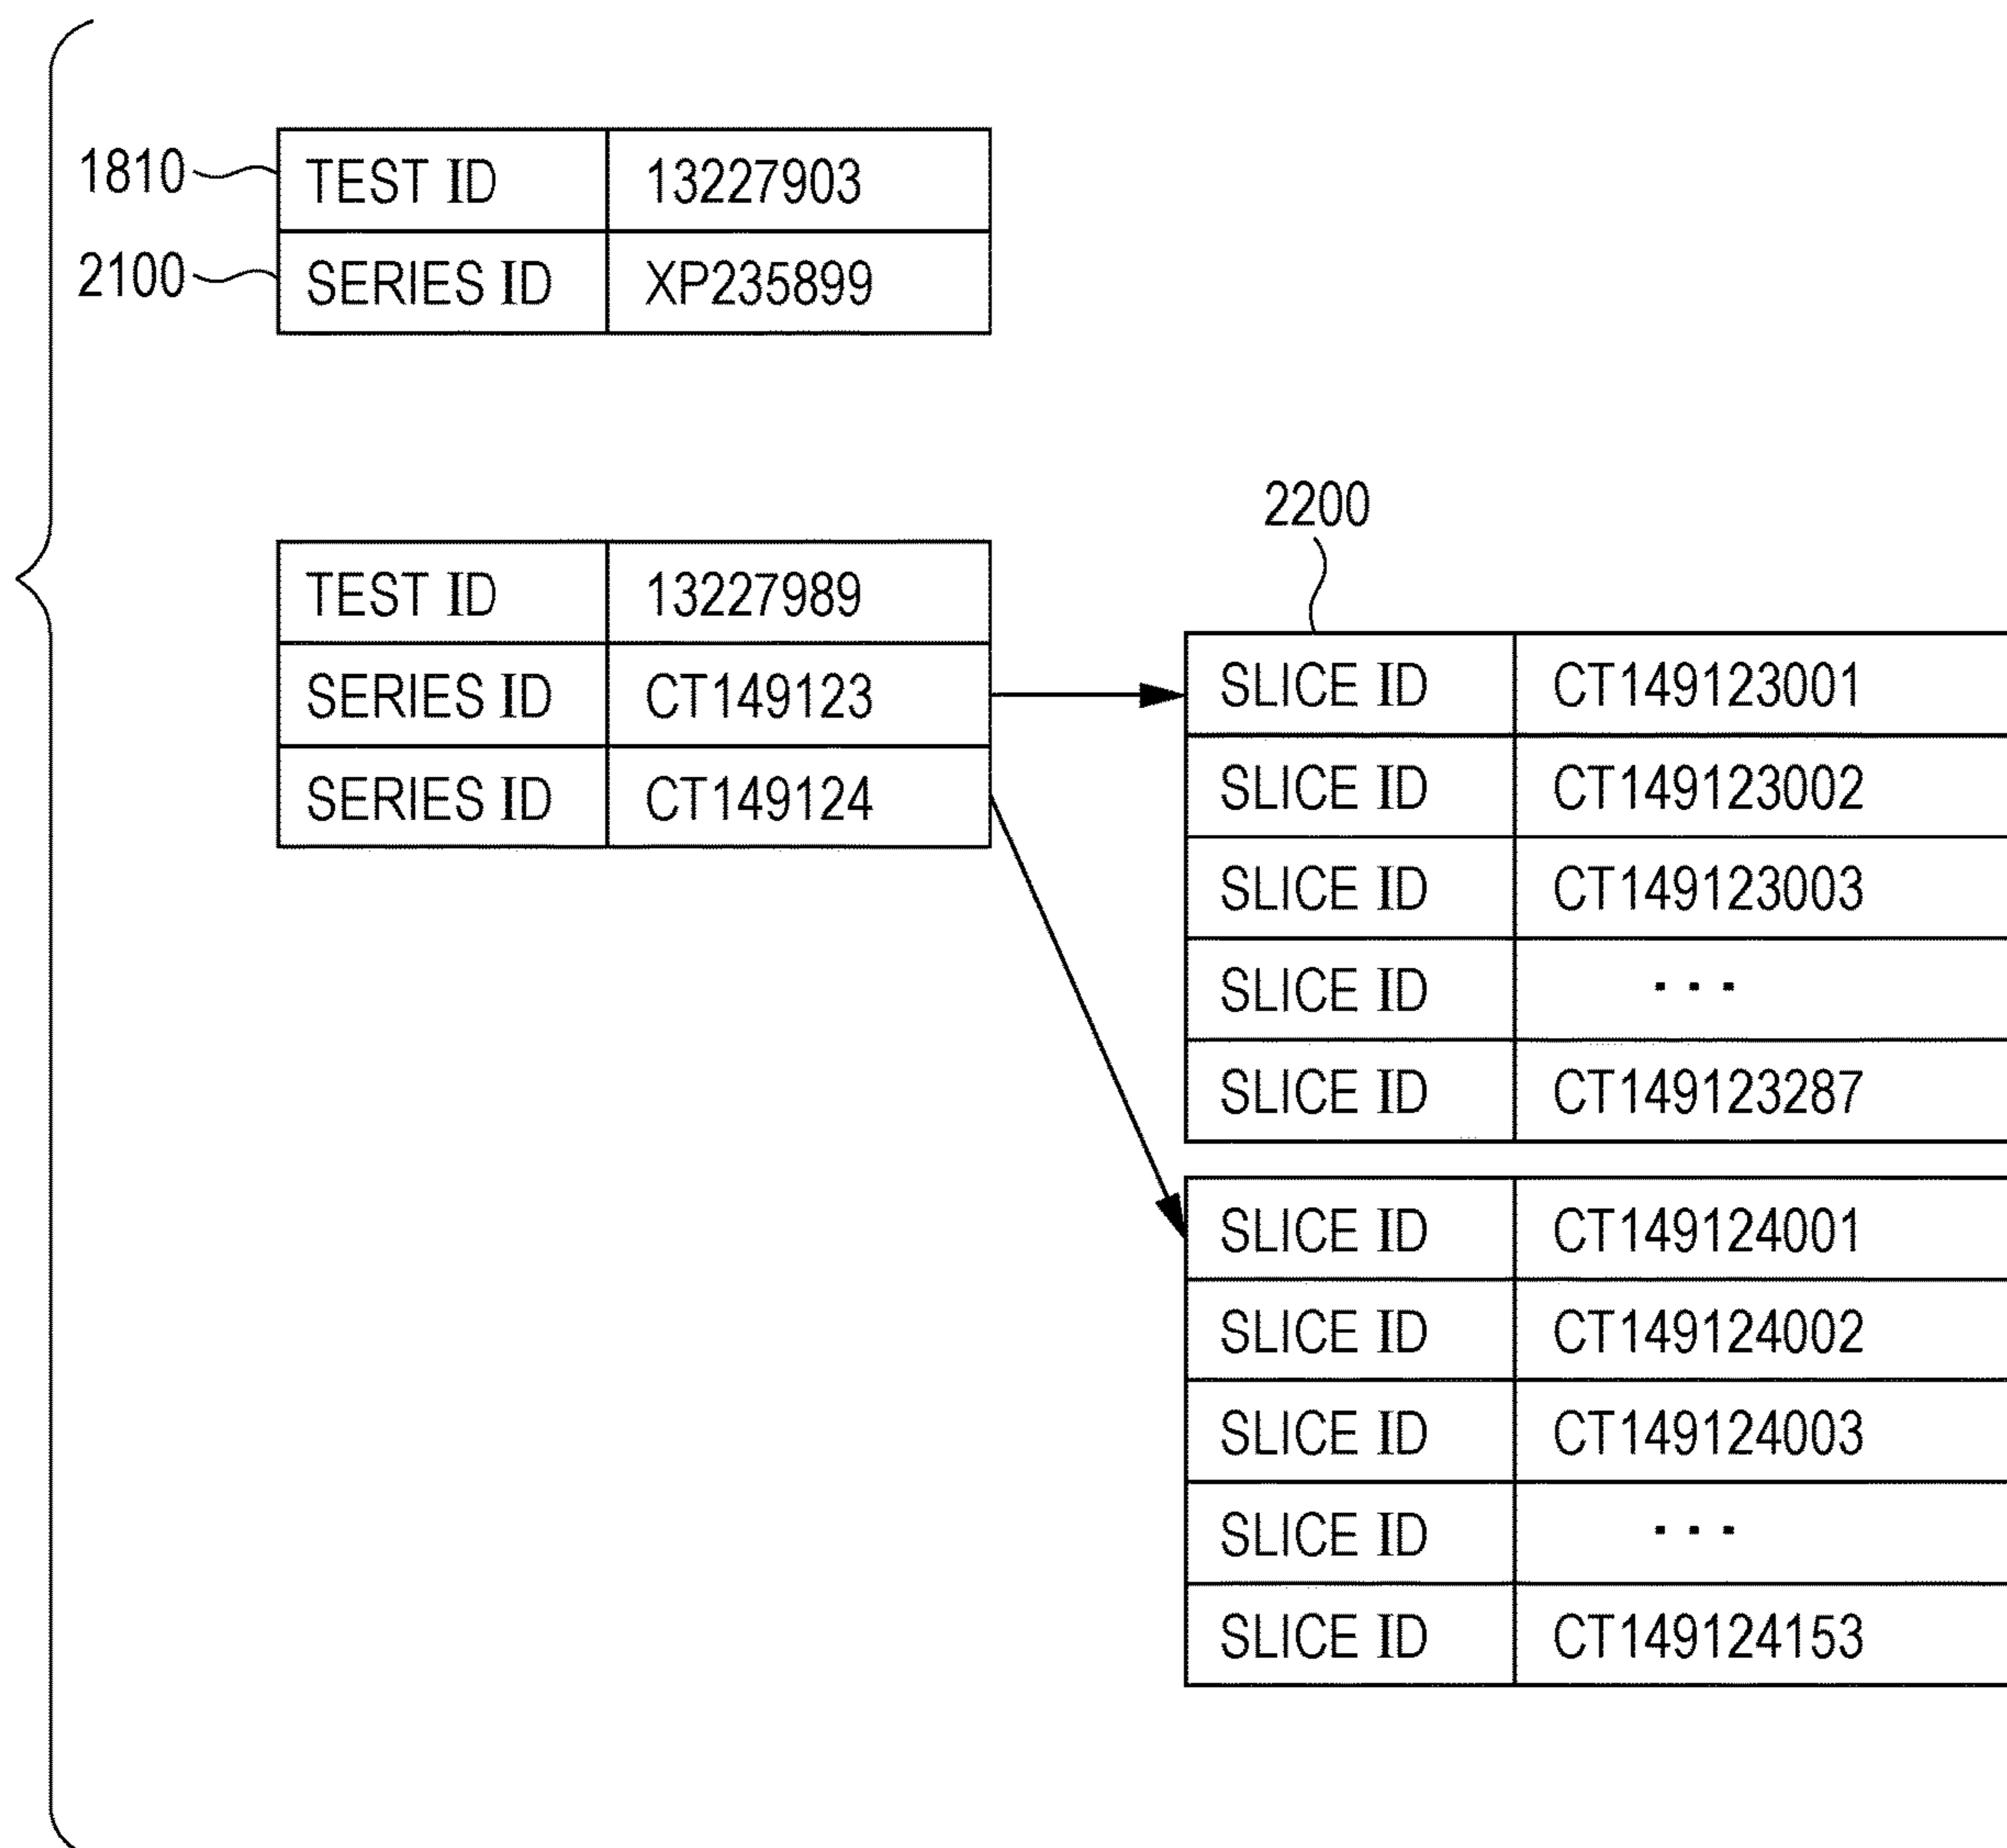 1810 TEST ID 13227903
2100 SERIES ID XP235899
2200
TEST ID 13227989
SERIES ID CT149123
SERIES ID CT149124
SLICE ID CT149123001
SLICE ID CT149123002
SLICE ID CT149123003
SLICE ID ...
SLICE ID CT149123287
SLICE ID CT149124001
SLICE ID CT149124002
SLICE ID CT149124003
SLICE ID ...
SLICE ID CT149124153